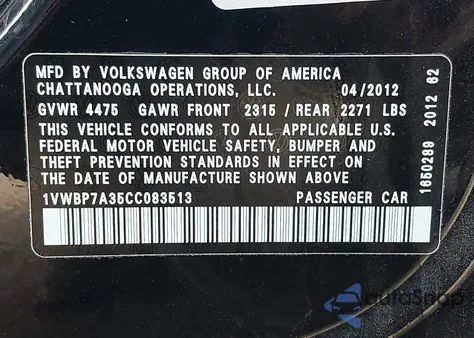 MFD BY VOLKSWAGEN GROUP OF AMERICA
CHATTANOOGA OPERATIONS, LLC. 04/2012
GVWR 4475 GAWR FRONT 2315 / REAR 2271 LBS
THIS VEHICLE CONFORMS TO ALL APPLICABLE U.S.
FEDERAL MOTOR VEHICLE SAFETY, BUMPER AND
THEFT PREVENTION STANDARDS IN EFFECT ON
THE DATE OF MANUFACTURE SHOWN ABOVE
1VWBP7A35CC083513 PASSENGER CAR
1650289 2012 62
AutoSnap